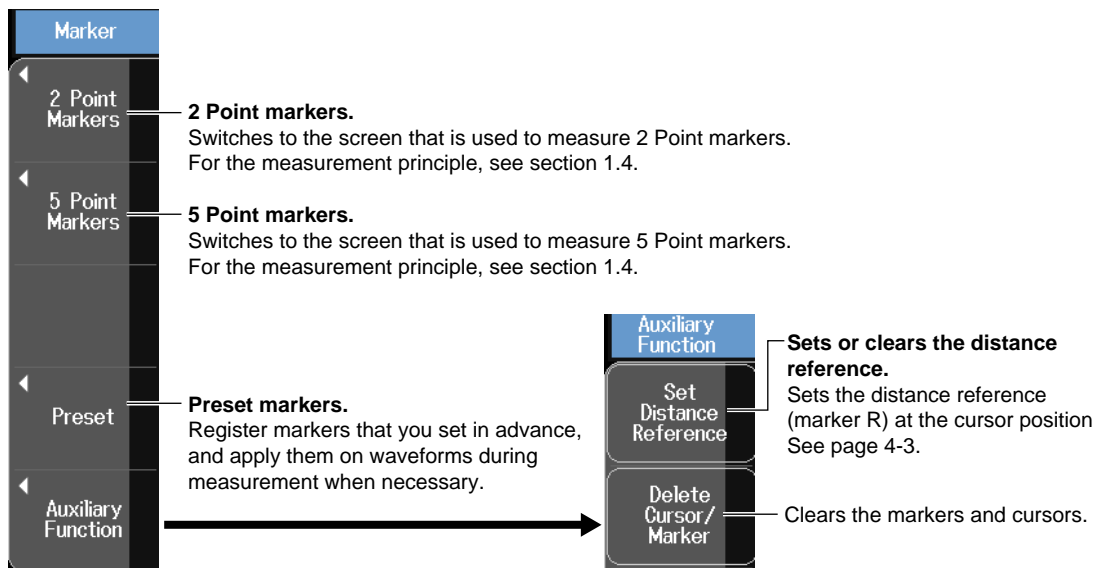 Marker
2 Point
Markers
2 Point markers.
Switches to the screen that is used to measure 2 Point markers.
For the measurement principle, see section 1.4.
5 Point
Markers
5 Point markers.
Switches to the screen that is used to measure 5 Point markers.
For the measurement principle, see section 1.4.
Preset
Preset markers.
Register markers that you set in advance,
and apply them on waveforms during
measurement when necessary.
Auxiliary
Function
Auxiliary
Function
Set
Distance
Reference
Sets or clears the distance
reference.
Sets the distance reference
(marker R) at the cursor position
See page 4-3.
Delete
Cursor/
Marker
Clears the markers and cursors.